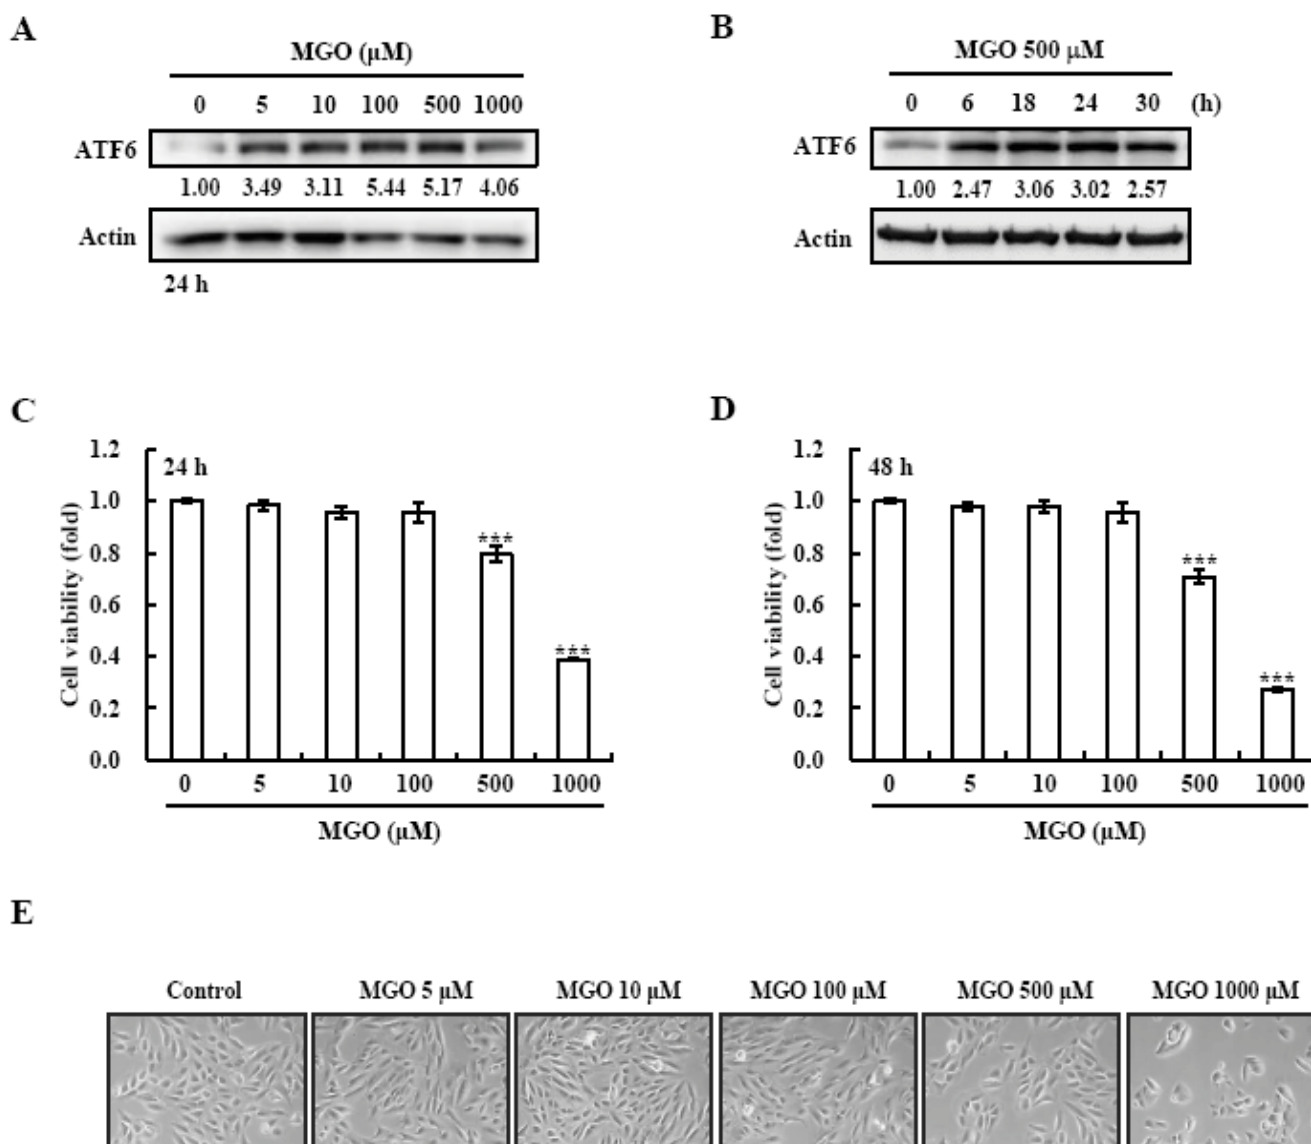 A
MGO (μM)
0 5 10 100 500 1000
ATF6
1.00 3.49 3.11 5.44 5.17 4.06
Actin
24 h
B
MGO 500 μM
0 6 18 24 30 (h)
ATF6
1.00 2.47 3.06 3.02 2.57
Actin
C
Cell viability (fold)
1.2
1.0
0.8
0.6
0.4
0.2
0.0
24 h
***
***
0 5 10 100 500 1000
MGO (μM)
D
Cell viability (fold)
1.2
1.0
0.8
0.6
0.4
0.2
0.0
48 h
***
***
0 5 10 100 500 1000
MGO (μM)
E
Control MGO 5 μM MGO 10 μM MGO 100 μM MGO 500 μM MGO 1000 μM